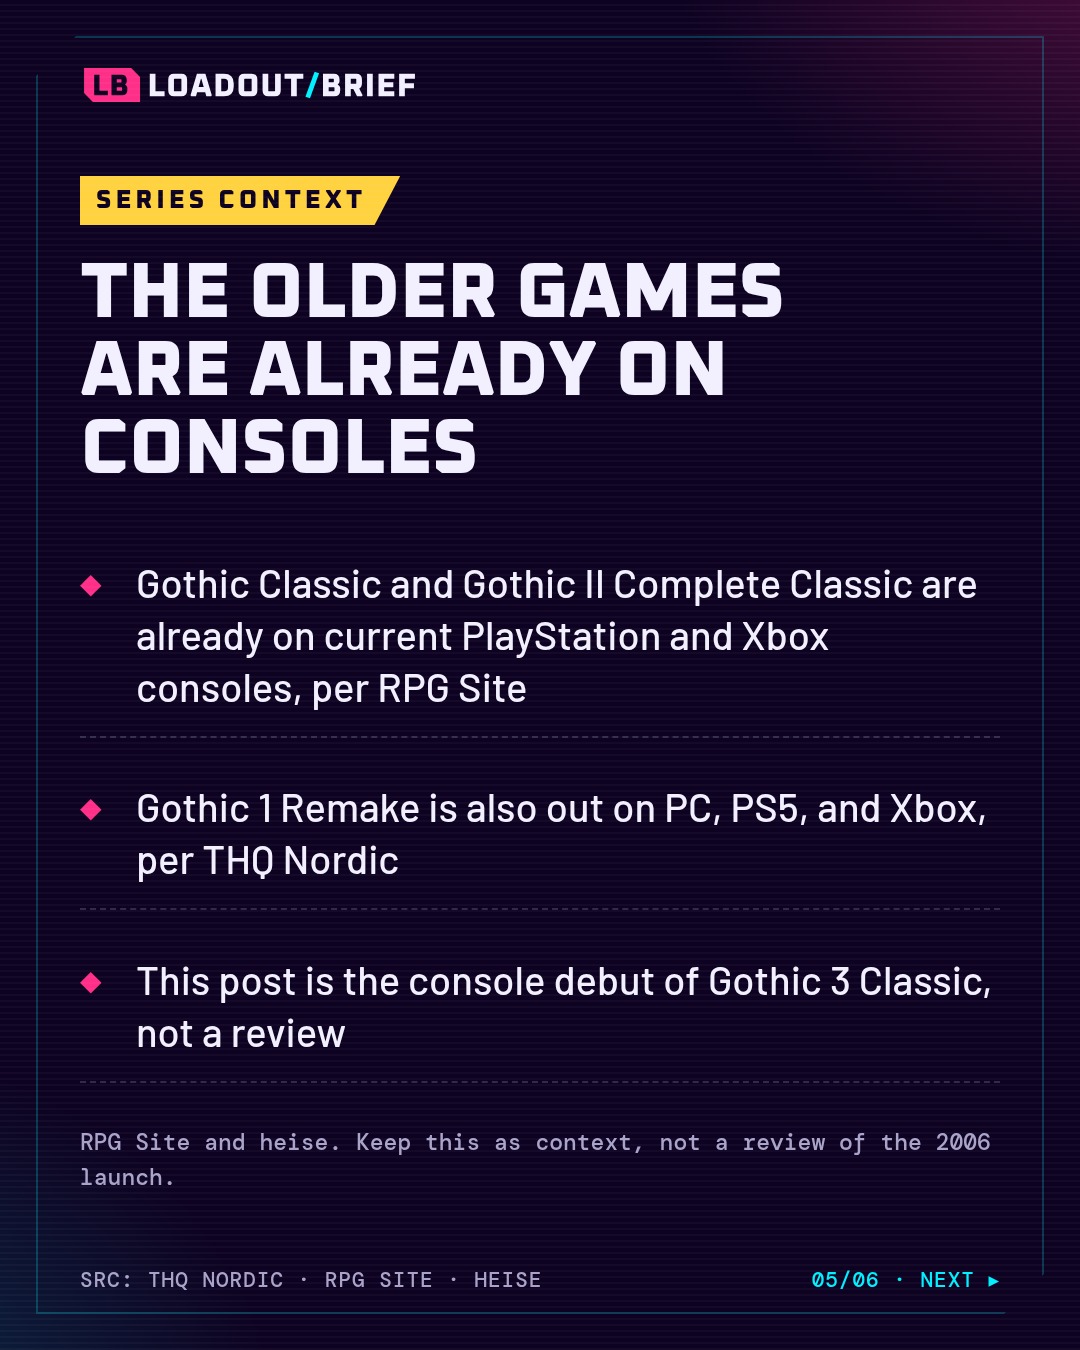 LB LOADOUT/BRIEF
SERIES CONTEXT
THE OLDER GAMES
ARE ALREADY ON
CONSOLES
Gothic Classic and Gothic II Complete Classic are
already on current PlayStation and Xbox
consoles, per RPG Site
Gothic 1 Remake is also out on PC, PS5, and Xbox,
per THQ Nordic
This post is the console debut of Gothic 3 Classic,
not a review
RPG Site and heise. Keep this as context, not a review of the 2006
launch.
SRC: THQ NORDIC · RPG SITE · HEISE
05/06 · NEXT ▸